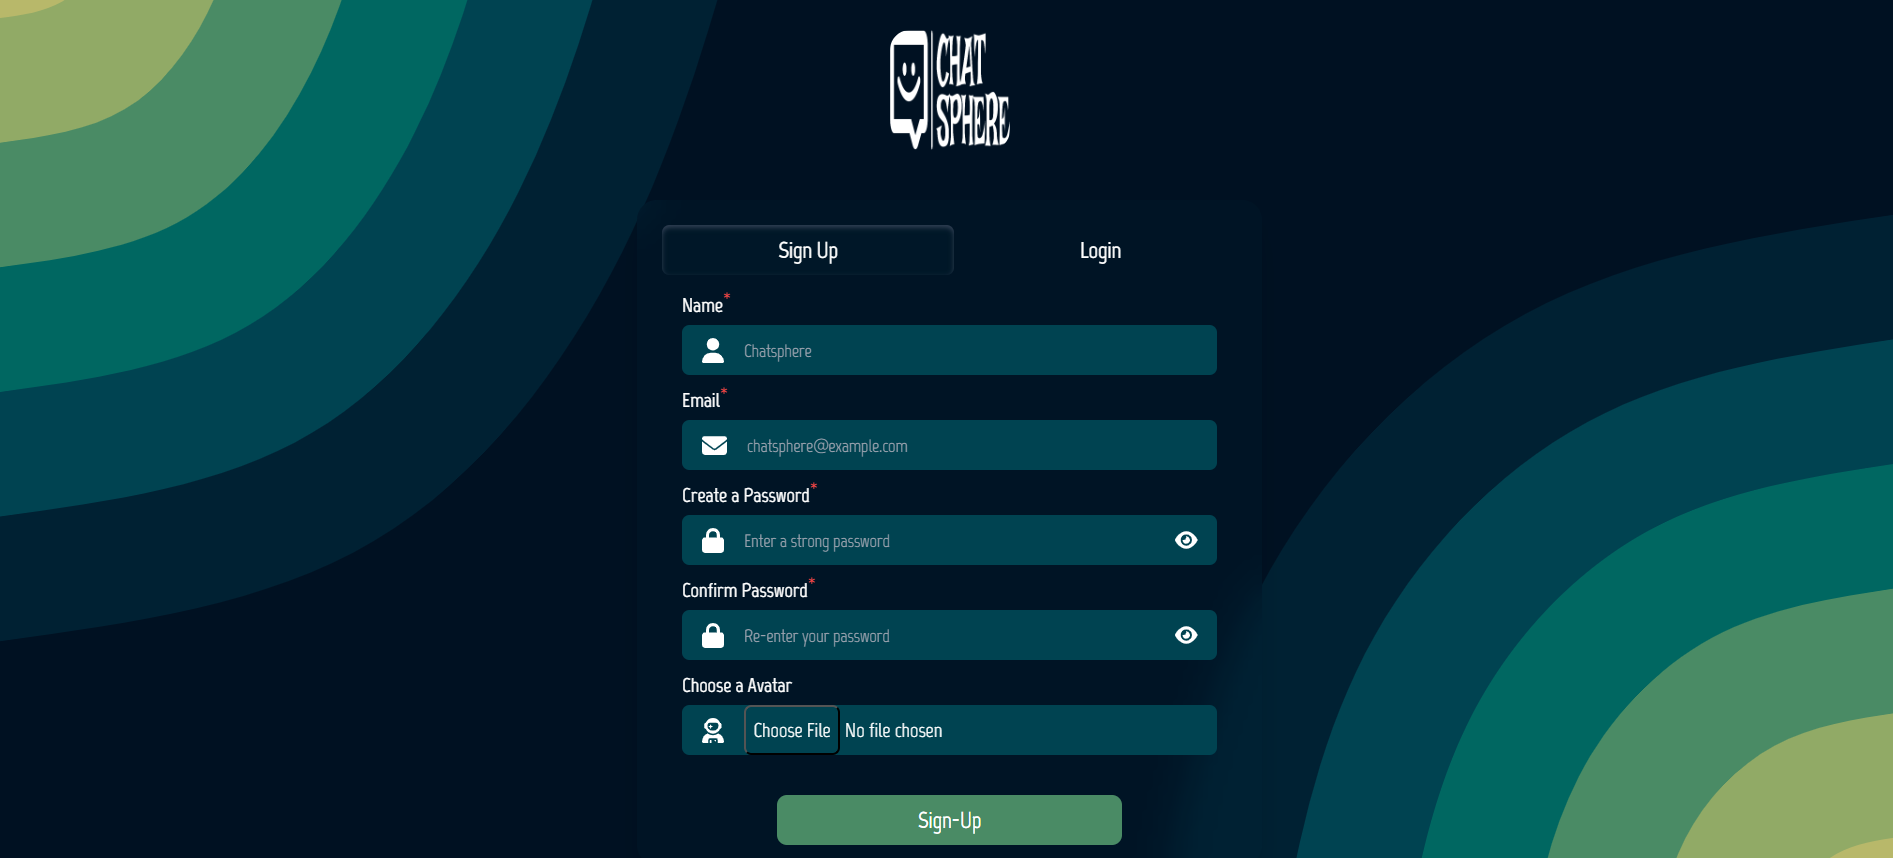 CHAT
SPHERE
Sign Up
Login
Name*
Chatsphere
Email*
chatsphere@example.com
Create a Password*
Enter a strong password
Confirm Password*
Re-enter your password
Choose a Avatar
Choose File No file chosen
Sign-Up